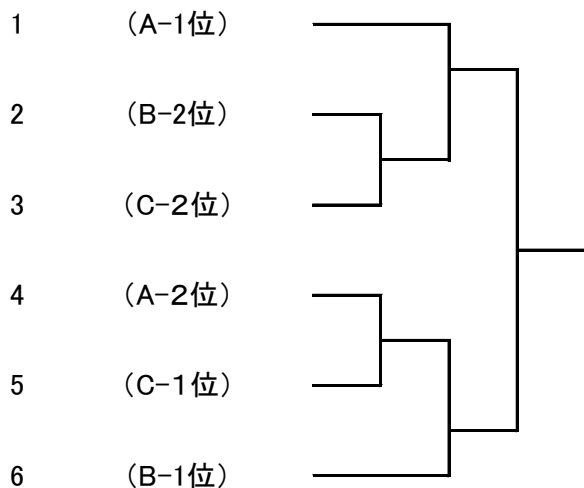 1 （A-1位）
2 （B-2位）
3 （C-２位）
4 （A-２位）
5 （C-１位）
6 （B-1位）